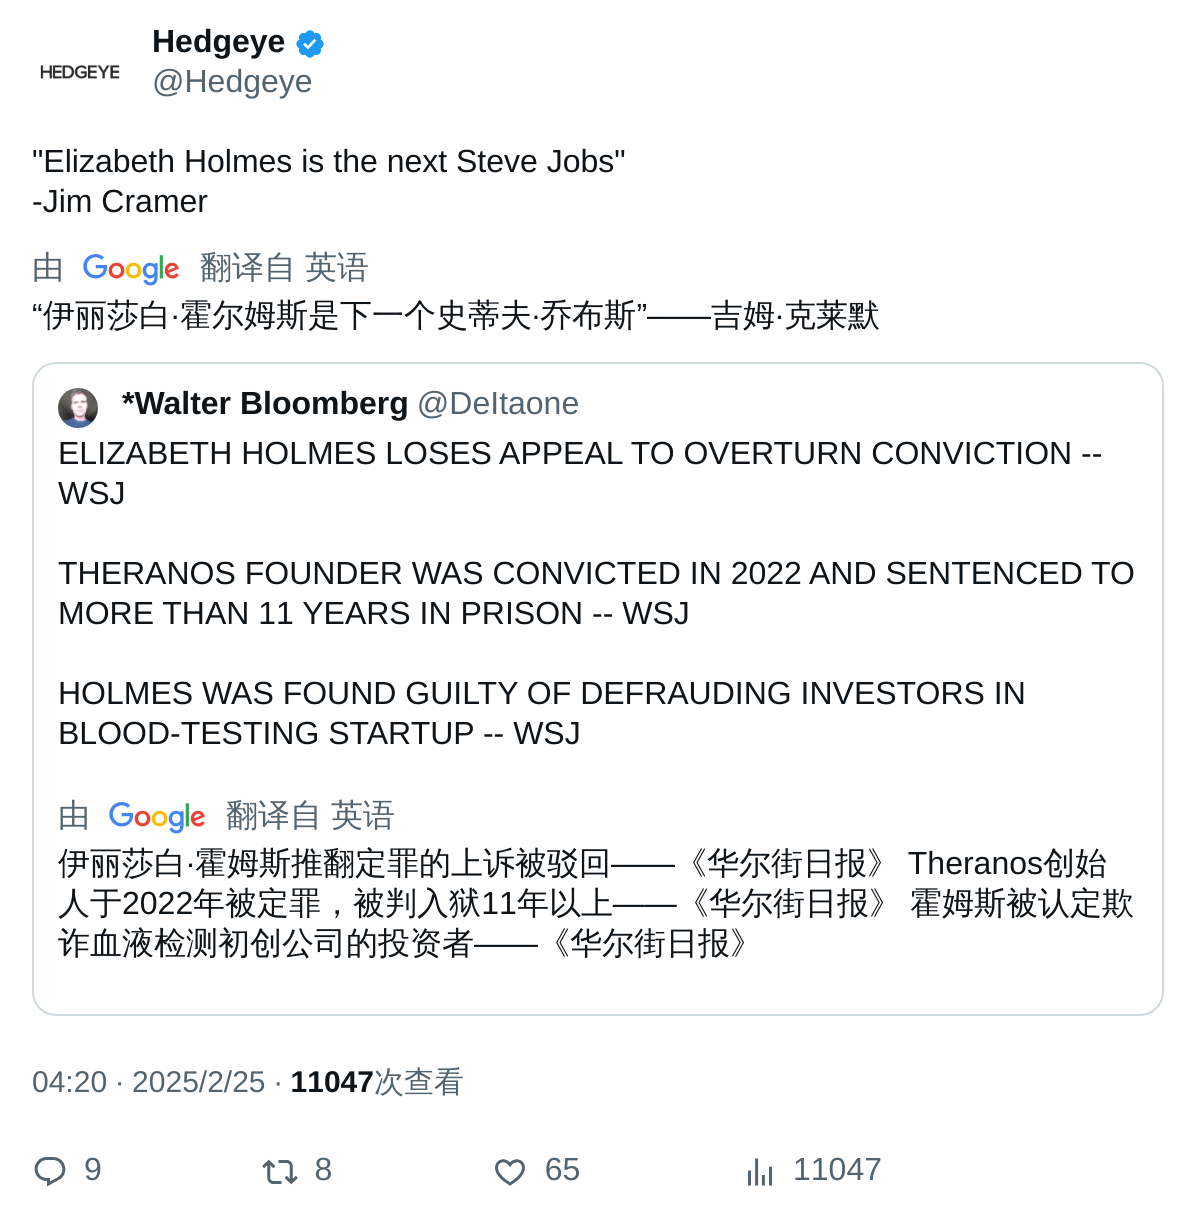 HEDGEYE
Hedgeye
@Hedgeye
"Elizabeth Holmes is the next Steve Jobs"
-Jim Cramer
由 Google 翻译自 英语
“伊丽莎白·霍尔姆斯是下一个史蒂夫·乔布斯”——吉姆·克莱默
*Walter Bloomberg @DeItaone
ELIZABETH HOLMES LOSES APPEAL TO OVERTURN CONVICTION --
WSJ
THERANOS FOUNDER WAS CONVICTED IN 2022 AND SENTENCED TO
MORE THAN 11 YEARS IN PRISON -- WSJ
HOLMES WAS FOUND GUILTY OF DEFRAUDING INVESTORS IN
BLOOD-TESTING STARTUP -- WSJ
由 Google 翻译自 英语
伊丽莎白·霍姆斯推翻定罪的上诉被驳回——《华尔街日报》 Theranos创始
人于2022年被定罪，被判入狱11年以上——《华尔街日报》 霍姆斯被认定欺
诈血液检测初创公司的投资者——《华尔街日报》
04:20 · 2025/2/25 · 11047次查看
9 8 65 11047